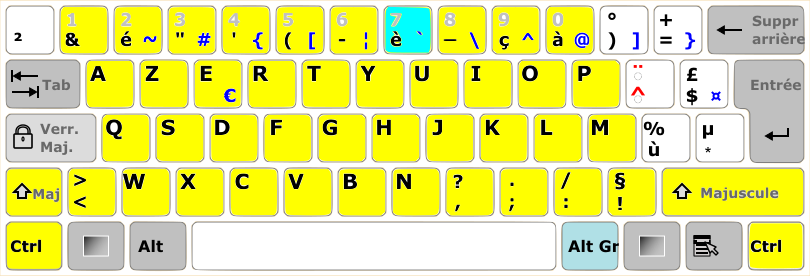 1 2 3 4 5 6 7 8 9 0 ° + Suppr
² & é ~ " # ' { ( [ - ¦ è ` _ \ ç ^ à @ ) ] = } arrière
Tab A Z E € R T Y U I O P ¨ ^ £ $ ¤ Entrée
Verr. Maj. Q S D F G H J K L M % ù µ *
Maj > < W X C V B N ? , . ; / : § ! Majuscule
Ctrl Alt Alt Gr Ctrl